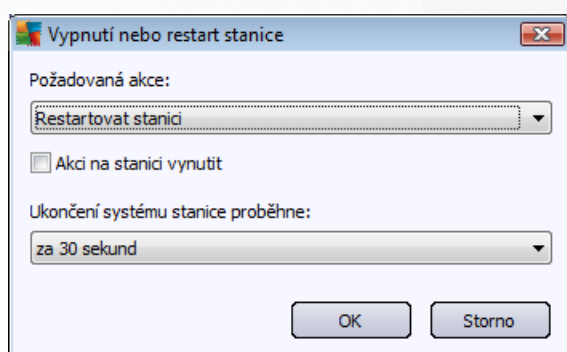 Vypnutí nebo restart stanice
Požadovaná akce:
Restartovat stanici
Akci na stanici vynutit
Ukončení systému stanice proběhne:
za 30 sekund
OK
Storno